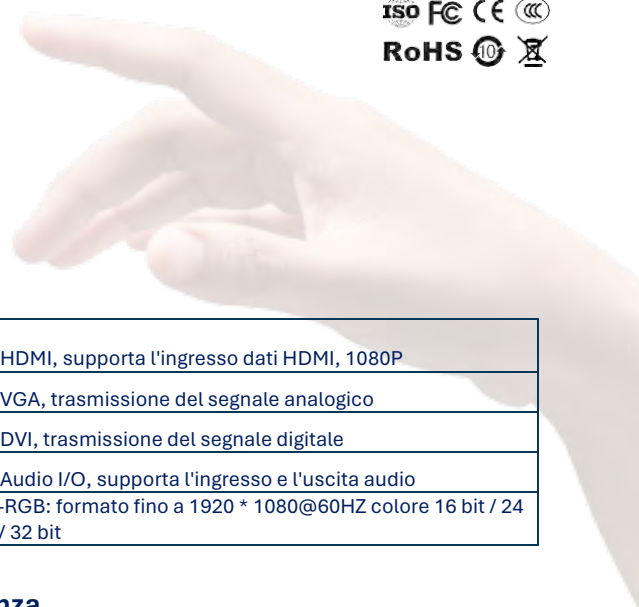 ISO FC CE CCC
RoHS 10
HDMI, supporta l'ingresso dati HDMI, 1080P
VGA, trasmissione del segnale analogico
DVI, trasmissione del segnale digitale
Audio I/O, supporta l'ingresso e l'uscita audio
-RGB: formato fino a 1920 * 1080@60HZ colore 16 bit / 24
/ 32 bit
nza